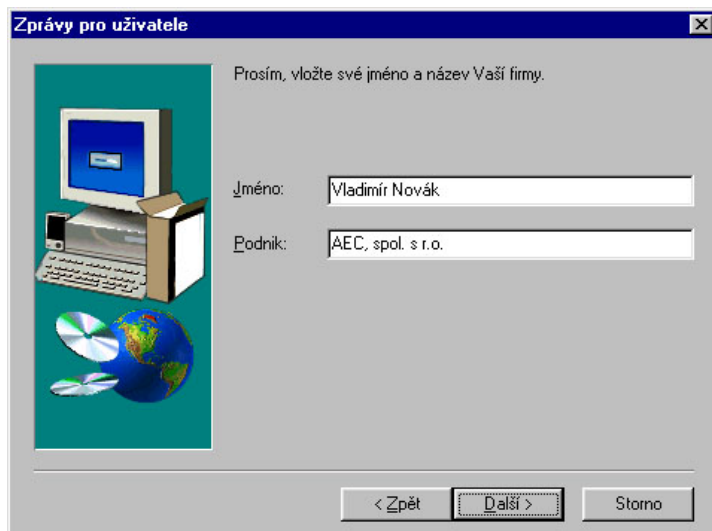 Zprávy pro uživatele
Prosím, vložte své jméno a název Vaší firmy.
Jméno: Vladimír Novák
Podnik: AEC, spol. s r.o.
< Zpět Další > Storno